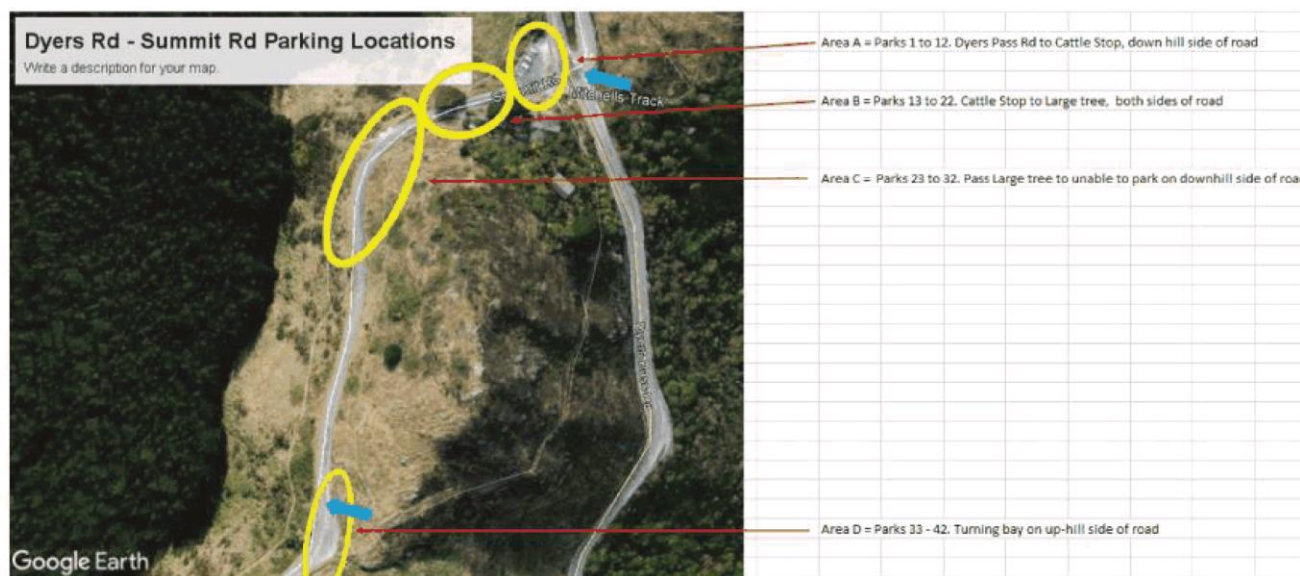 Dyers Rd - Summit Rd Parking Locations
Write a description for your map.
Area A = Parks 1 to 12. Dyers Pass Rd to Cattle Stop, down hill side of road
Mitchells-Track
Area B = Parks 13 to 22. Cattle Stop to Large tree, both sides of road
Area C = Parks 23 to 32. Pass Large tree to unable to park on downhill side of roa
Area D = Parks 33 - 42. Turning bay on up-hill side of road
Google Earth